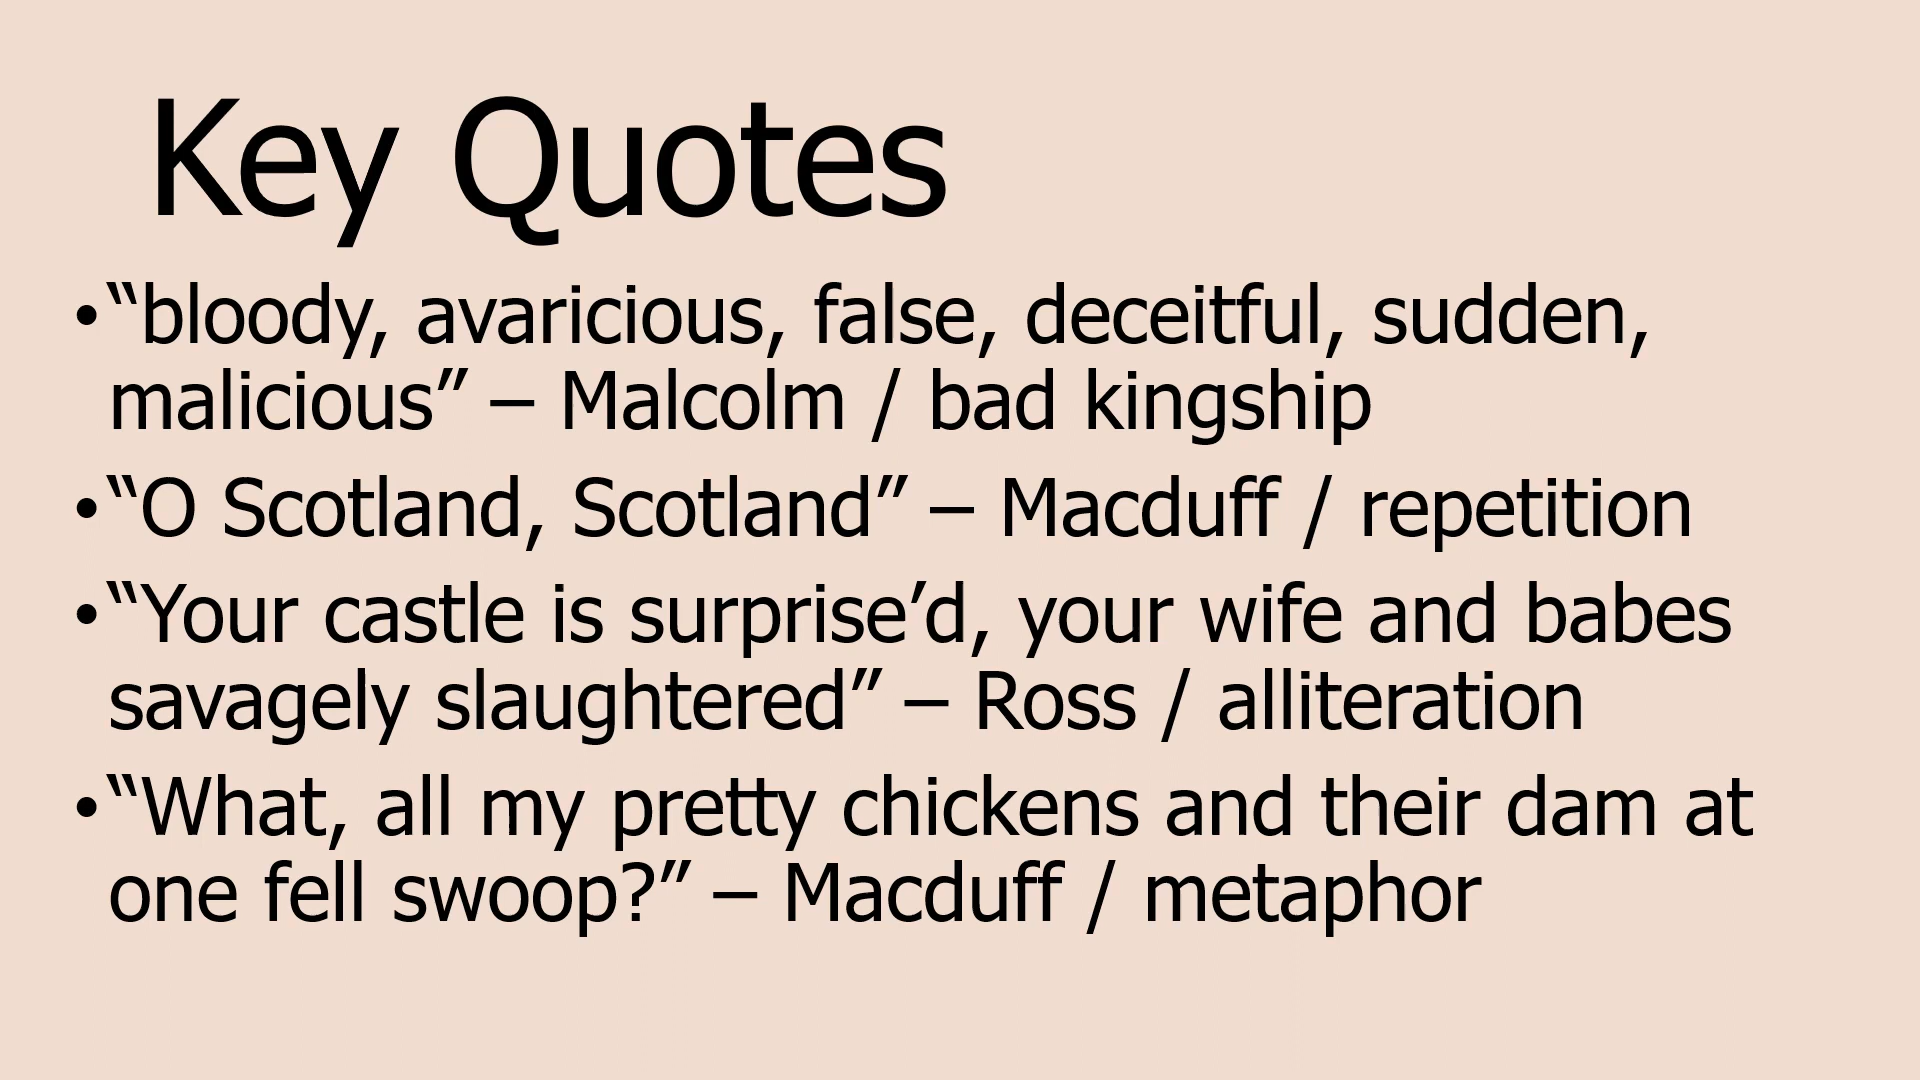 Key Quotes
•“bloody, avaricious, false, deceitful, sudden,
malicious” – Malcolm / bad kingship
•“O Scotland, Scotland” – Macduff / repetition
•“Your castle is surprise’d, your wife and babes
savagely slaughtered” – Ross / alliteration
•“What, all my pretty chickens and their dam at
one fell swoop?” – Macduff / metaphor